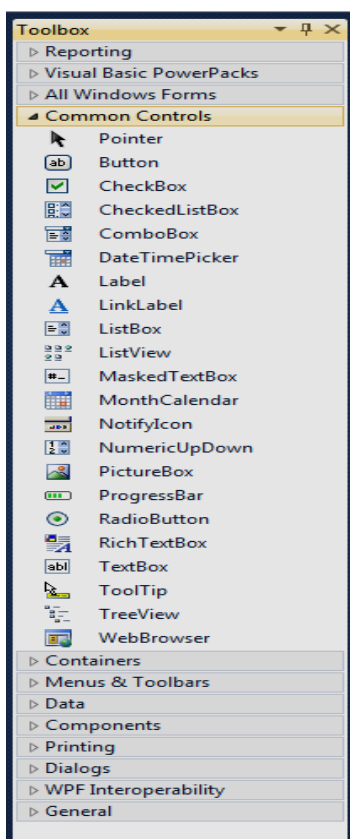 Toolbox
Reporting
Visual Basic PowerPacks
All Windows Forms
Common Controls
Pointer
ab Button
CheckBox
CheckedListBox
ComboBox
DateTimePicker
A Label
A LinkLabel
ListBox
ListView
#_ MaskedTextBox
MonthCalendar
NotifyIcon
NumericUpDown
PictureBox
ProgressBar
RadioButton
RichTextBox
abl TextBox
ToolTip
TreeView
WebBrowser
Containers
Menus & Toolbars
Data
Components
Printing
Dialogs
WPF Interoperability
General